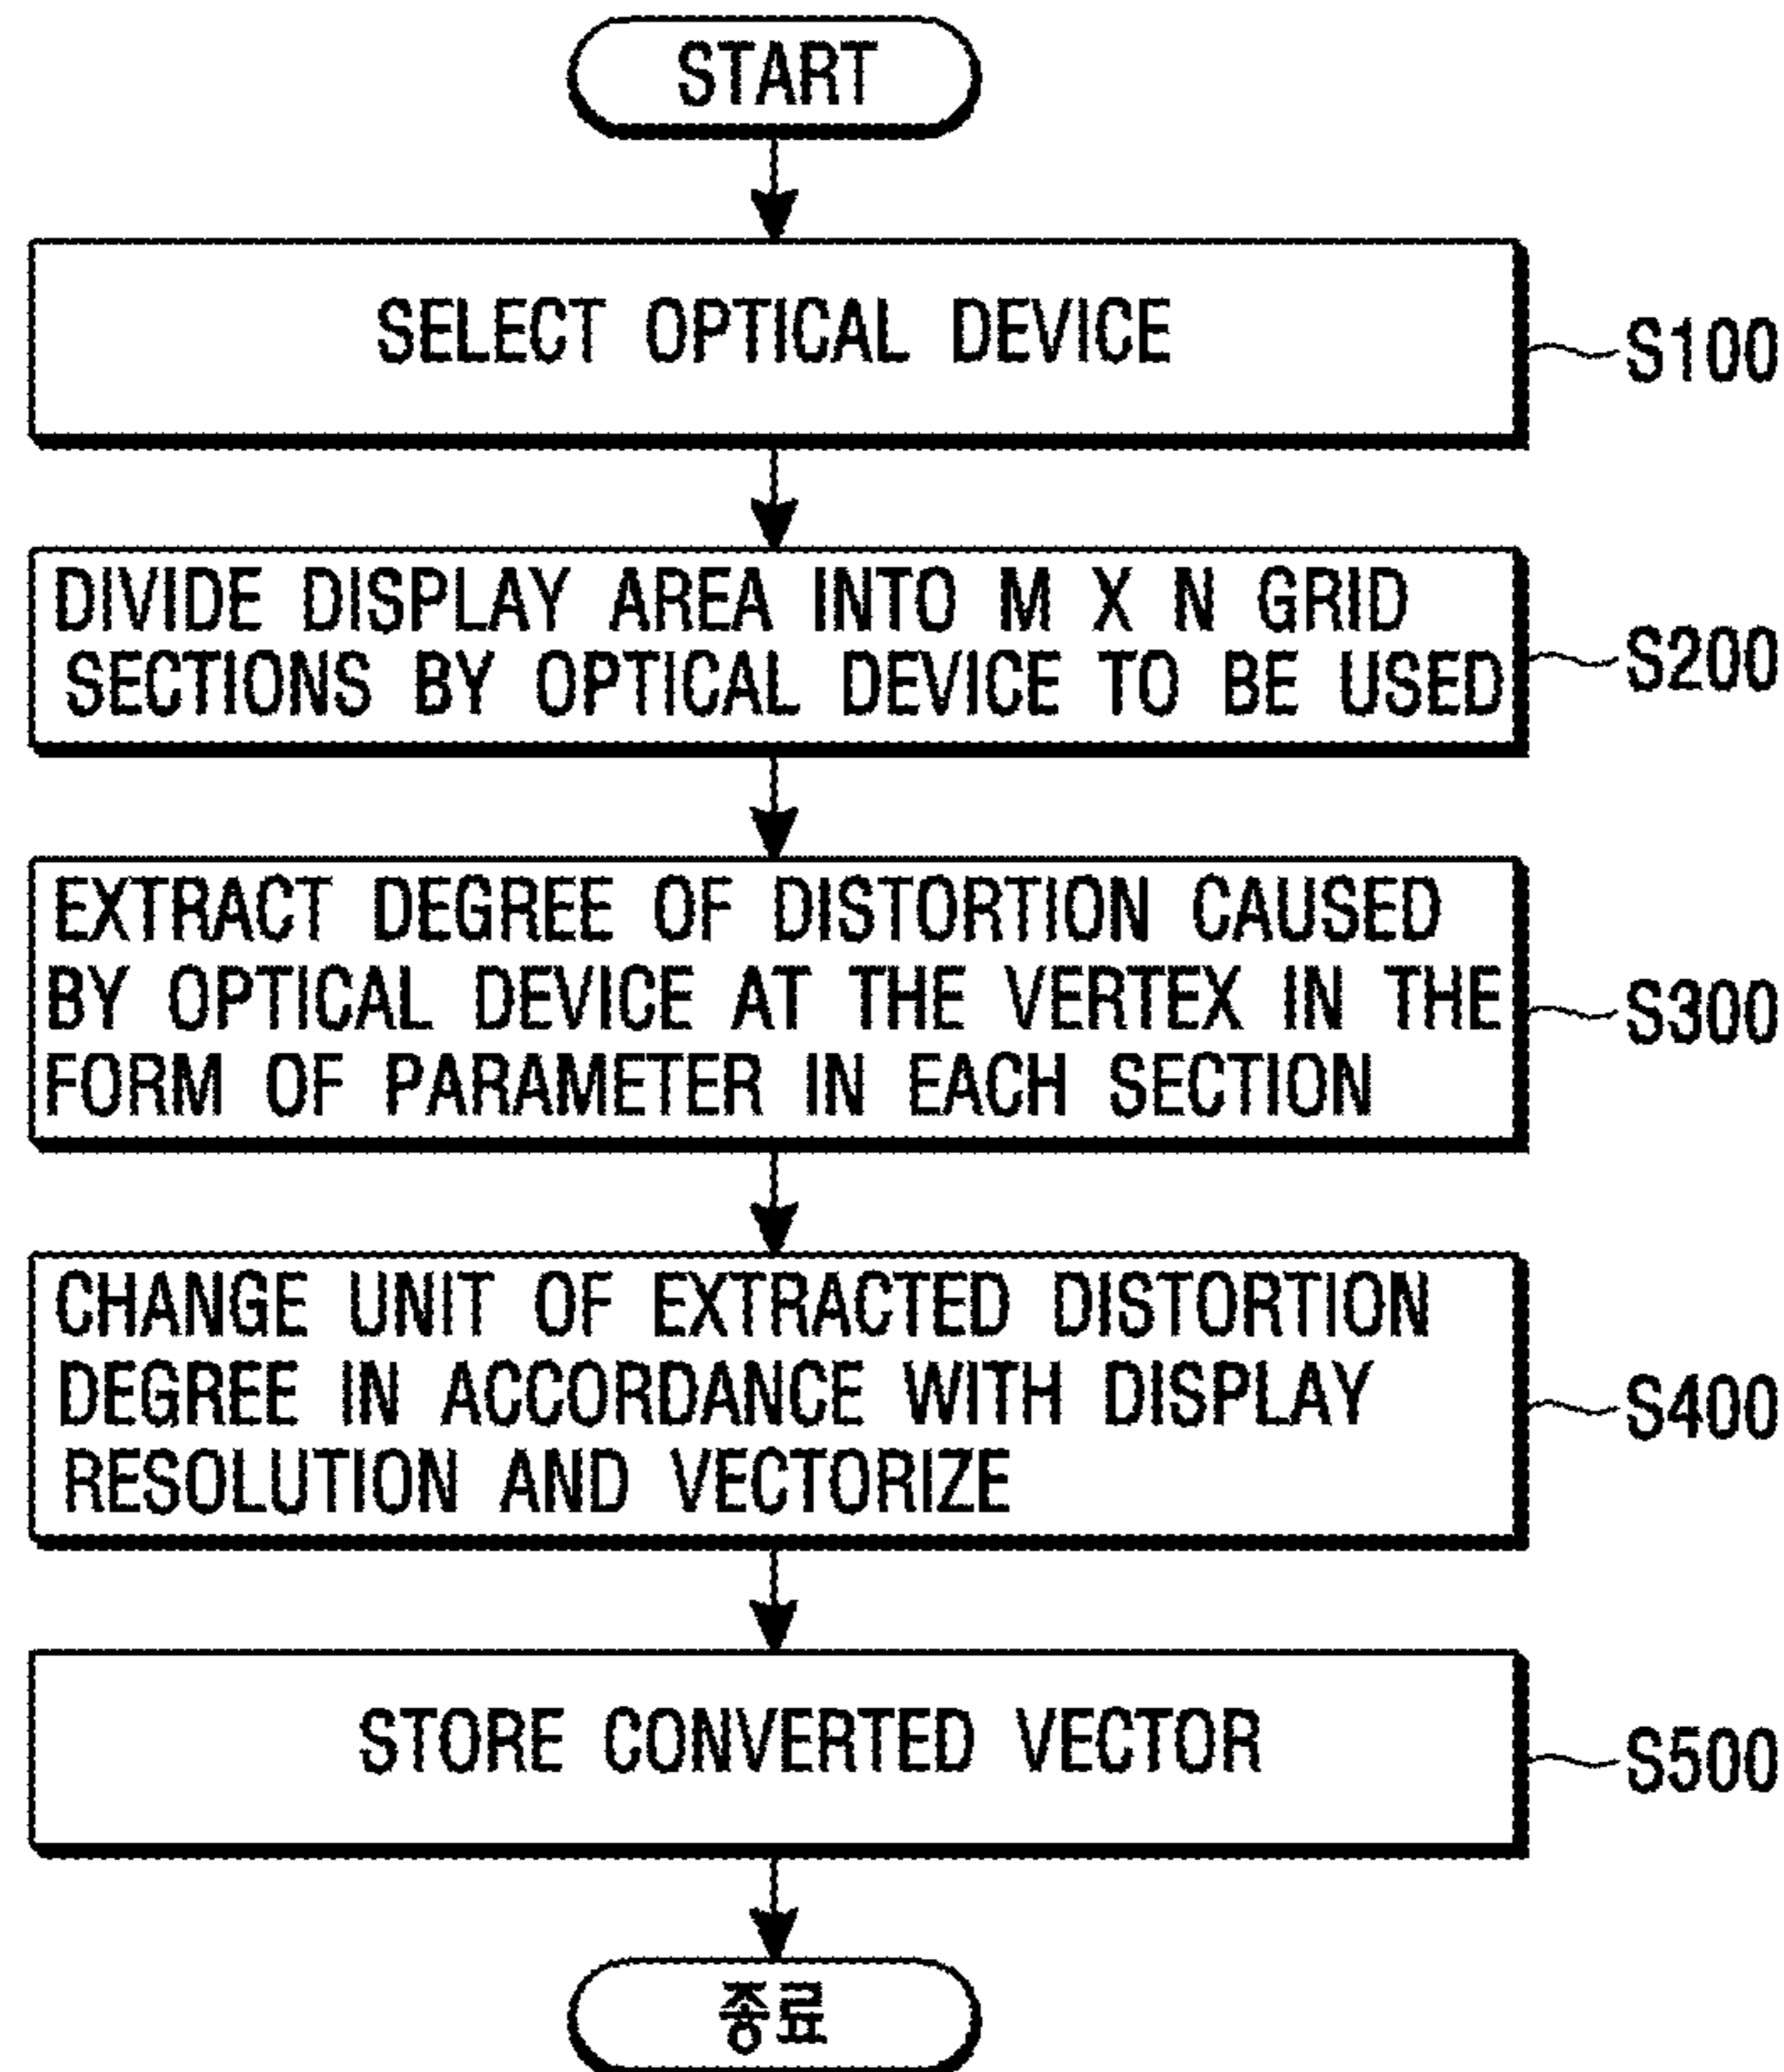 START
SELECT OPTICAL DEVICE
S100
DIVIDE DISPLAY AREA INTO M X N GRID
SECTIONS BY OPTICAL DEVICE TO BE USED
S200
EXTRACT DEGREE OF DISTORTION CAUSED
BY OPTICAL DEVICE AT THE VERTEX IN THE
FORM OF PARAMETER IN EACH SECTION
S300
CHANGE UNIT OF EXTRACTED DISTORTION
DEGREE IN ACCORDANCE WITH DISPLAY
RESOLUTION AND VECTORIZE
S400
STORE CONVERTED VECTOR
S500
종료